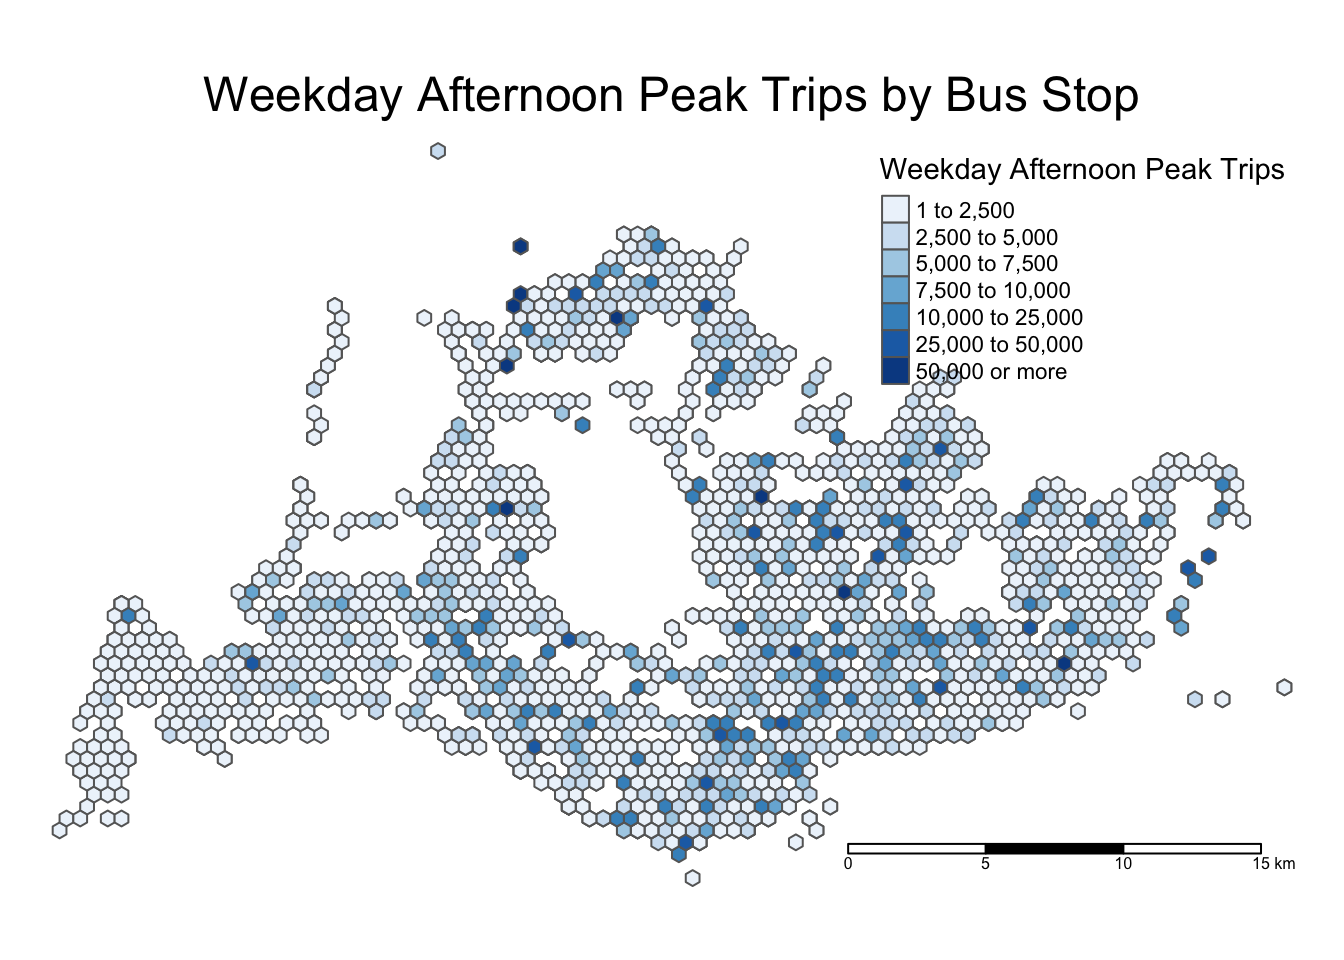 Weekday Afternoon Peak Trips by Bus Stop
Weekday Afternoon Peak Trips
1 to 2,500
2,500 to 5,000
5,000 to 7,500
7,500 to 10,000
10,000 to 25,000
25,000 to 50,000
50,000 or more
0 5 10 15 km